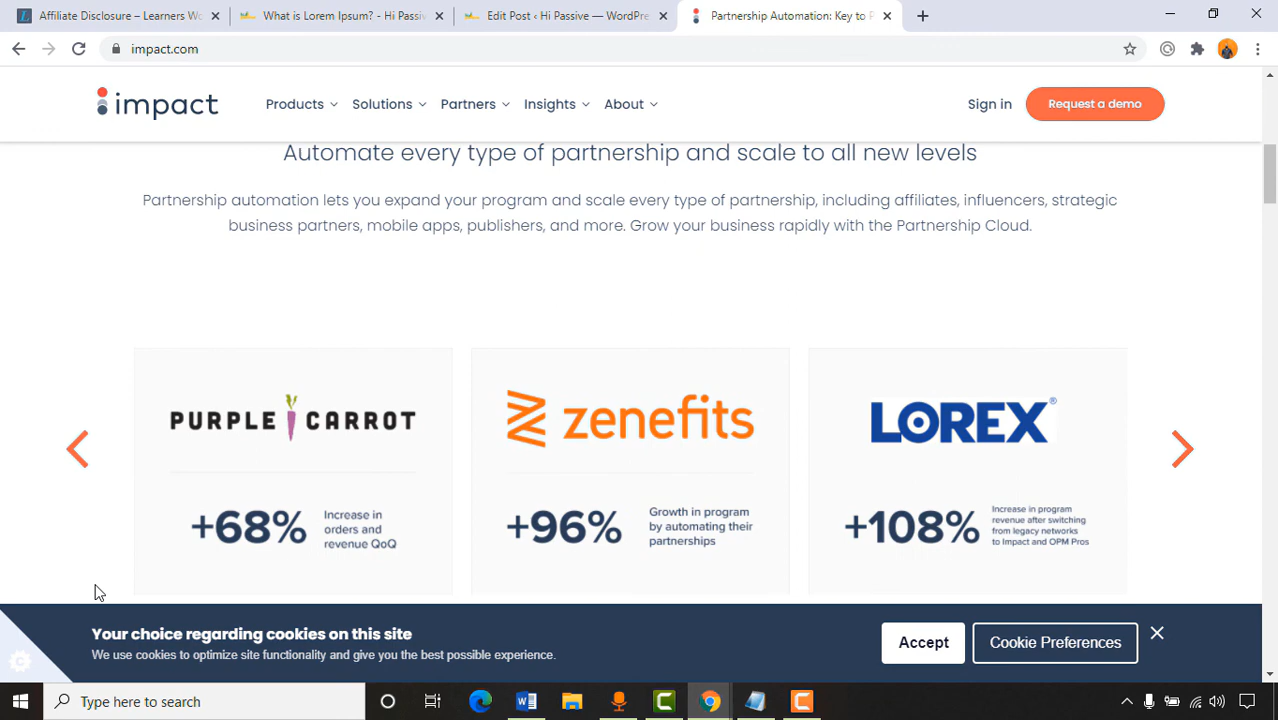 Affiliate Disclosure – Learners Wo
What is Lorem Ipsum? - Hi Passive
Edit Post ‹ Hi Passive — WordPre
Partnership Automation: Key to P
impact.com
impact
Products
Solutions
Partners
Insights
About
Sign in
Request a demo
Automate every type of partnership and scale to all new levels
Partnership automation lets you expand your program and scale every type of partnership, including affiliates, influencers, strategic
business partners, mobile apps, publishers, and more. Grow your business rapidly with the Partnership Cloud.
PURPLE CARROT
+68%
Increase in
orders and
revenue QoQ
zenefits
+96%
Growth in program
by automating their
partnerships
LOREX®
+108%
Increase in program
revenue after switching
from legacy networks
to Impact and OPM Pros
Your choice regarding cookies on this site
We use cookies to optimize site functionality and give you the best possible experience.
Accept
Cookie Preferences
Type here to search